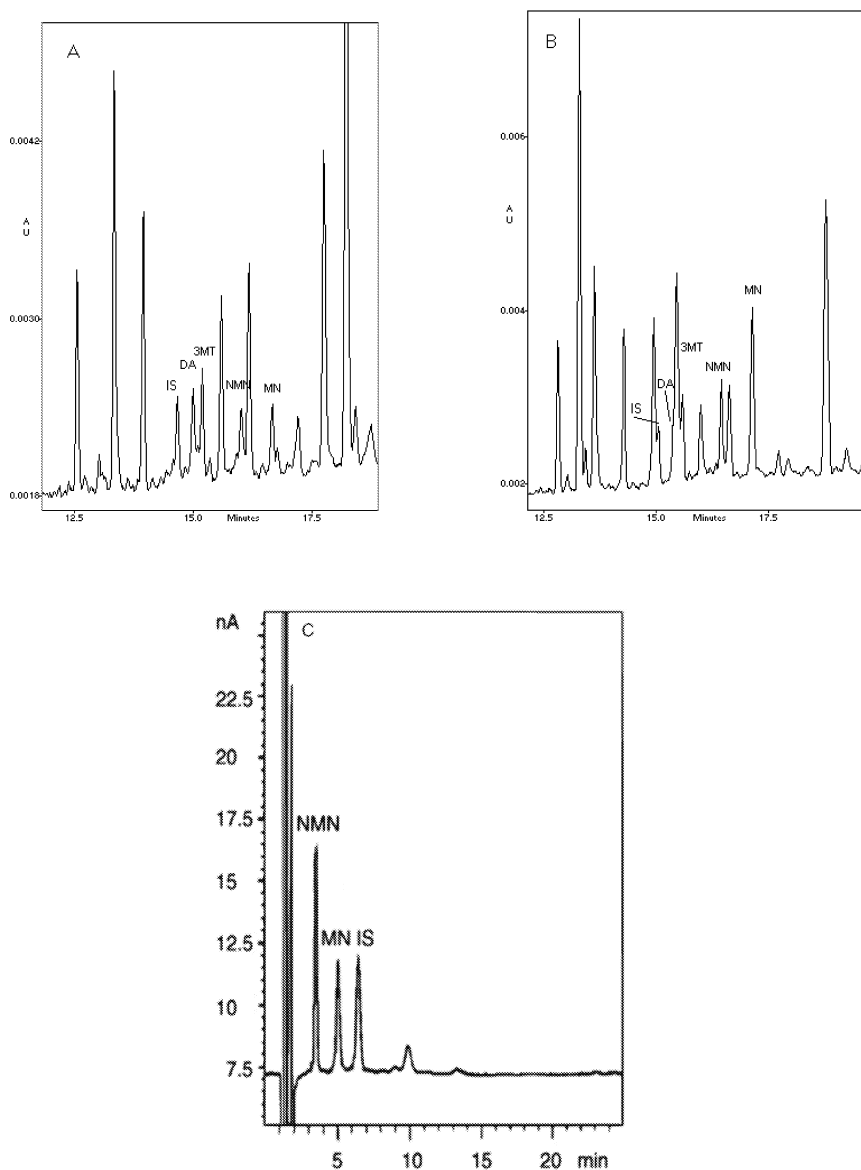 A
0.0042
A
U
0.0030
0.0018
IS
DA
3MT
NMN
MN
12.5 15.0 Minutes 17.5
B
0.006
A
U
0.004
0.002
IS
DA
3MT
NMN
MN
12.5 15.0 Minutes 17.5
nA
C
22.5
20
17.5
NMN
15
12.5
MN IS
10
7.5
5 10 15 20 min